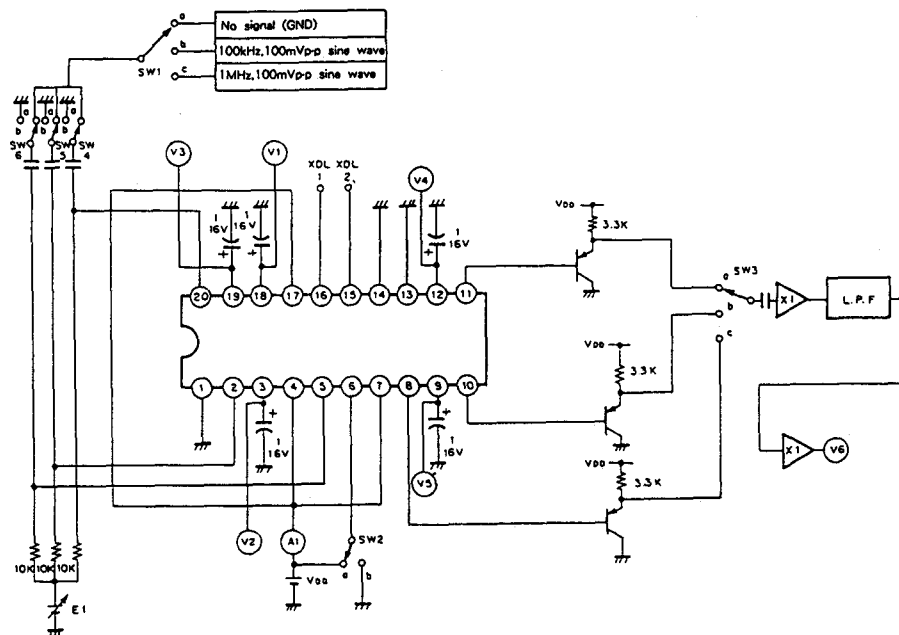 a
No signal (GND)
b
100kHz,100mVp-p sine wave
SW1
c
1MHz,100mVp-p sine wave
a
a
a
b
b
b
SW
6
SW
5
SW
4
V3
V1
XDL
1
XDL
2
V4
1
16V
+
1
16V
+
1
16V
+
VDD
3.3K
20
19
18
17
16
15
14
13
12
11
a
SW3
b
c
X1
L.P.F
1
2
3
4
5
6
7
8
9
10
VDD
3.3K
+
1
16V
+
1
16V
X1
V6
V5
VDD
3.3K
V2
A1
SW2
a
b
VDD
10K
10K
10K
E1